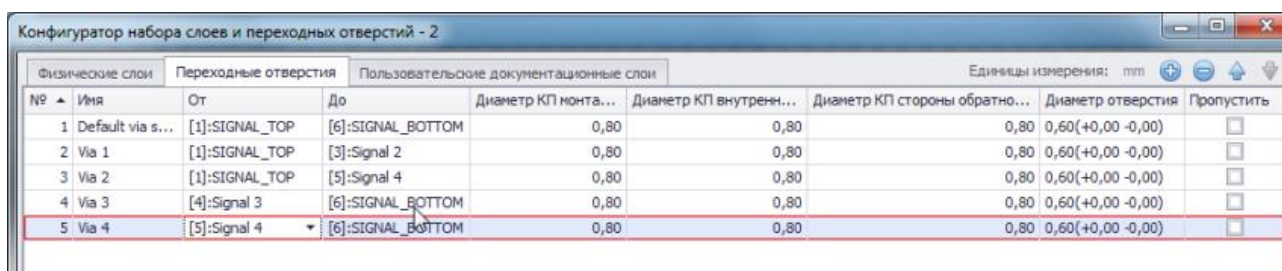 Конфигуратор набора слоев и переходных отверстий - 2
Физические слои Переходные отверстия Пользовательские документационные слои Единицы измерения: mm
№ Имя От До Диаметр КП монта... Диаметр КП внутренн... Диаметр КП стороны обратно... Диаметр отверстия Пропустить
1 Default via s... [1]:SIGNAL_TOP [6]:SIGNAL_BOTTOM 0,80 0,80 0,80 0,60(+0,00 -0,00)
2 Via 1 [1]:SIGNAL_TOP [3]:Signal 2 0,80 0,80 0,80 0,60(+0,00 -0,00)
3 Via 2 [1]:SIGNAL_TOP [5]:Signal 4 0,80 0,80 0,80 0,60(+0,00 -0,00)
4 Via 3 [4]:Signal 3 [6]:SIGNAL_BOTTOM 0,80 0,80 0,80 0,60(+0,00 -0,00)
5 Via 4 [5]:Signal 4 [6]:SIGNAL_BOTTOM 0,80 0,80 0,80 0,60(+0,00 -0,00)